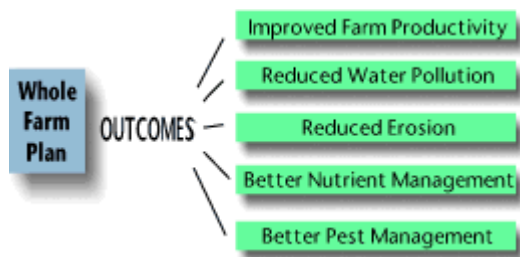 Whole
Farm
Plan
OUTCOMES
Improved Farm Productivity
Reduced Water Pollution
Reduced Erosion
Better Nutrient Management
Better Pest Management